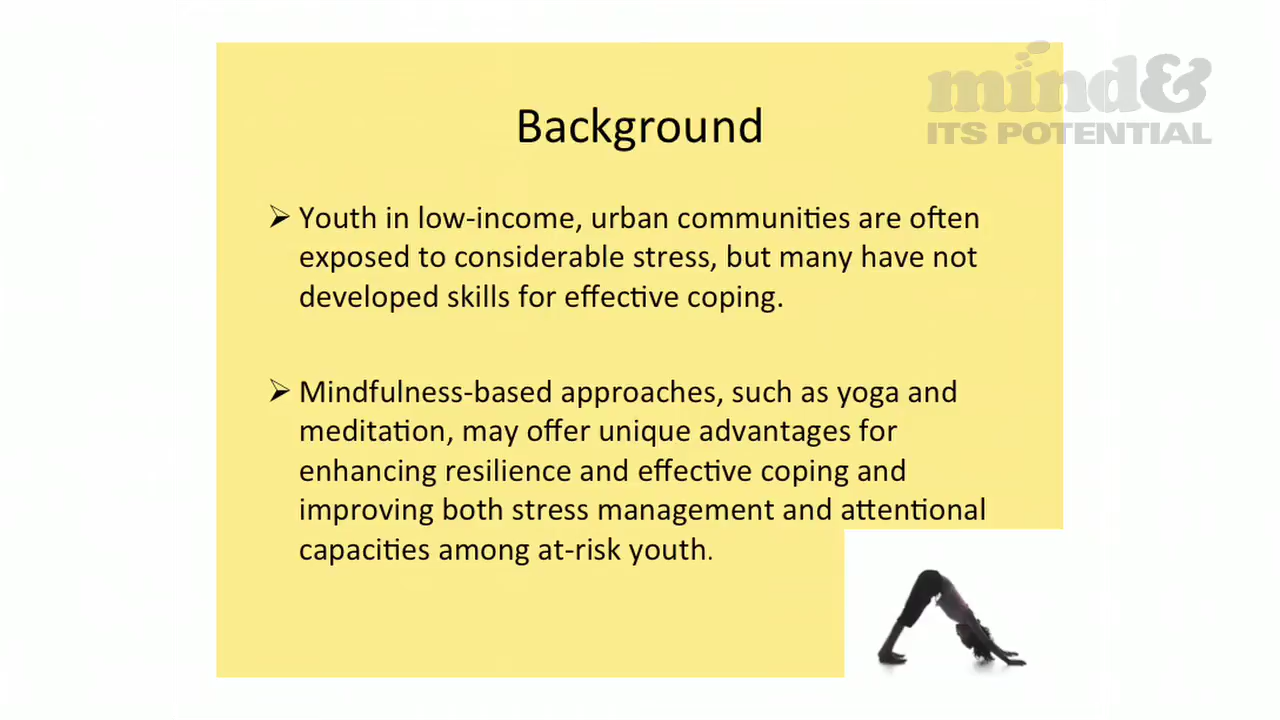 mind&
ITS POTENTIAL
Background
➢ Youth in low-income, urban communities are often
exposed to considerable stress, but many have not
developed skills for effective coping.
➢ Mindfulness-based approaches, such as yoga and
meditation, may offer unique advantages for
enhancing resilience and effective coping and
improving both stress management and attentional
capacities among at-risk youth.